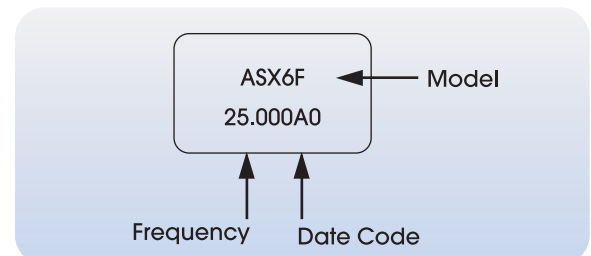 ASX6F
Model
25.000A0
Frequency
Date Code